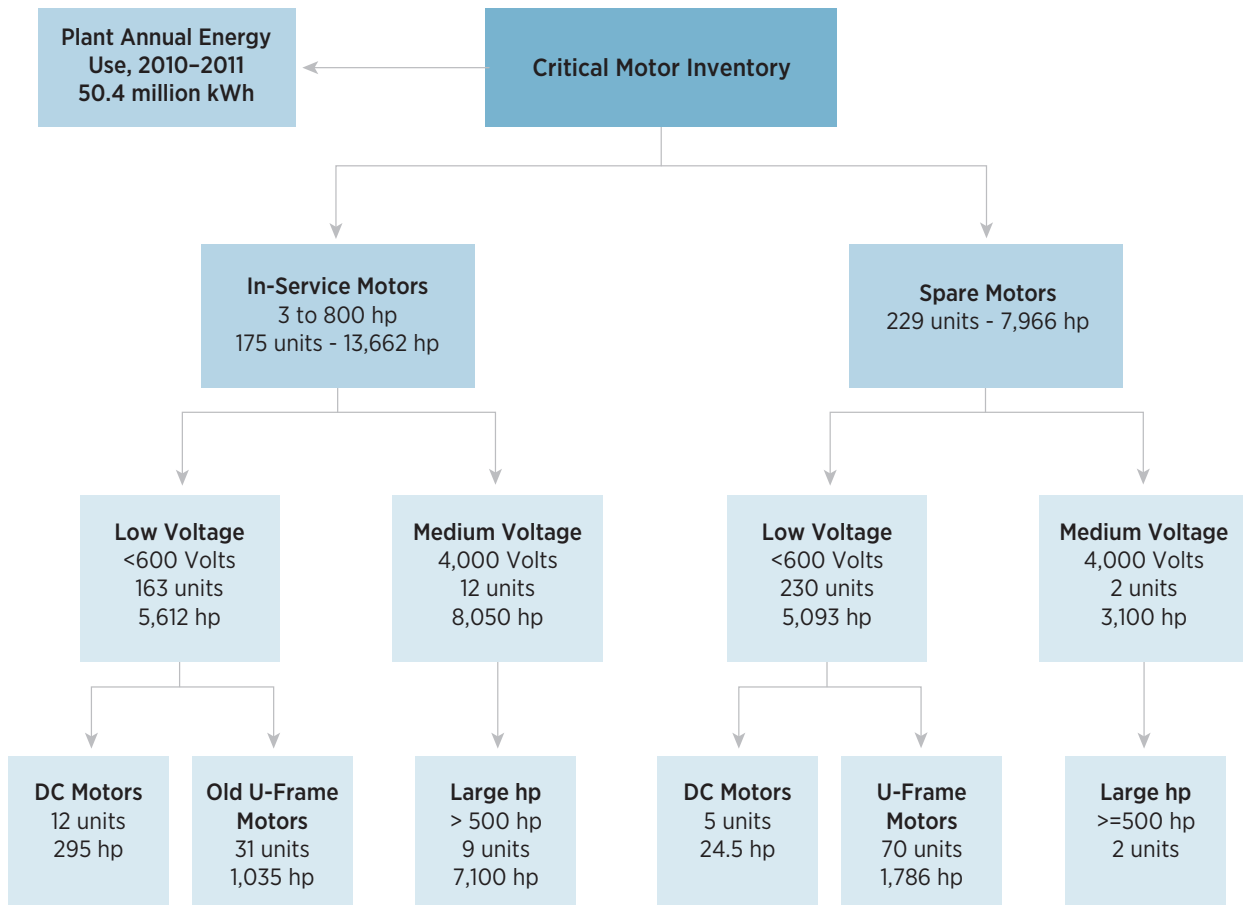 Plant Annual Energy
Use, 2010–2011
50.4 million kWh
Critical Motor Inventory
In-Service Motors
3 to 800 hp
175 units - 13,662 hp
Spare Motors
229 units - 7,966 hp
Low Voltage
<600 Volts
163 units
5,612 hp
Medium Voltage
4,000 Volts
12 units
8,050 hp
Low Voltage
<600 Volts
230 units
5,093 hp
Medium Voltage
4,000 Volts
2 units
3,100 hp
DC Motors
12 units
295 hp
Old U-Frame
Motors
31 units
1,035 hp
Large hp
> 500 hp
9 units
7,100 hp
DC Motors
5 units
24.5 hp
U-Frame
Motors
70 units
1,786 hp
Large hp
>=500 hp
2 units